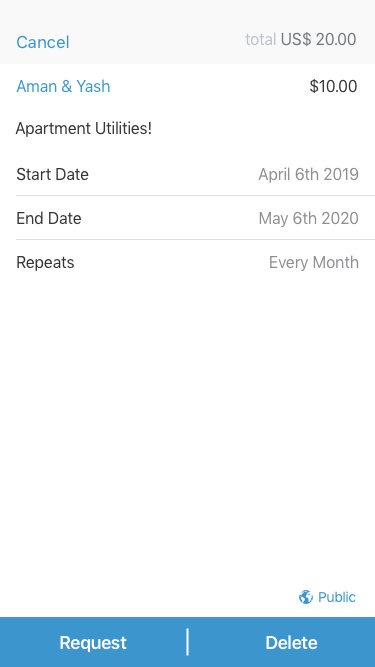 Cancel total US$ 20.00
Aman & Yash $10.00
Apartment Utilities!
Start Date April 6th 2019
End Date May 6th 2020
Repeats Every Month
Public
Request Delete